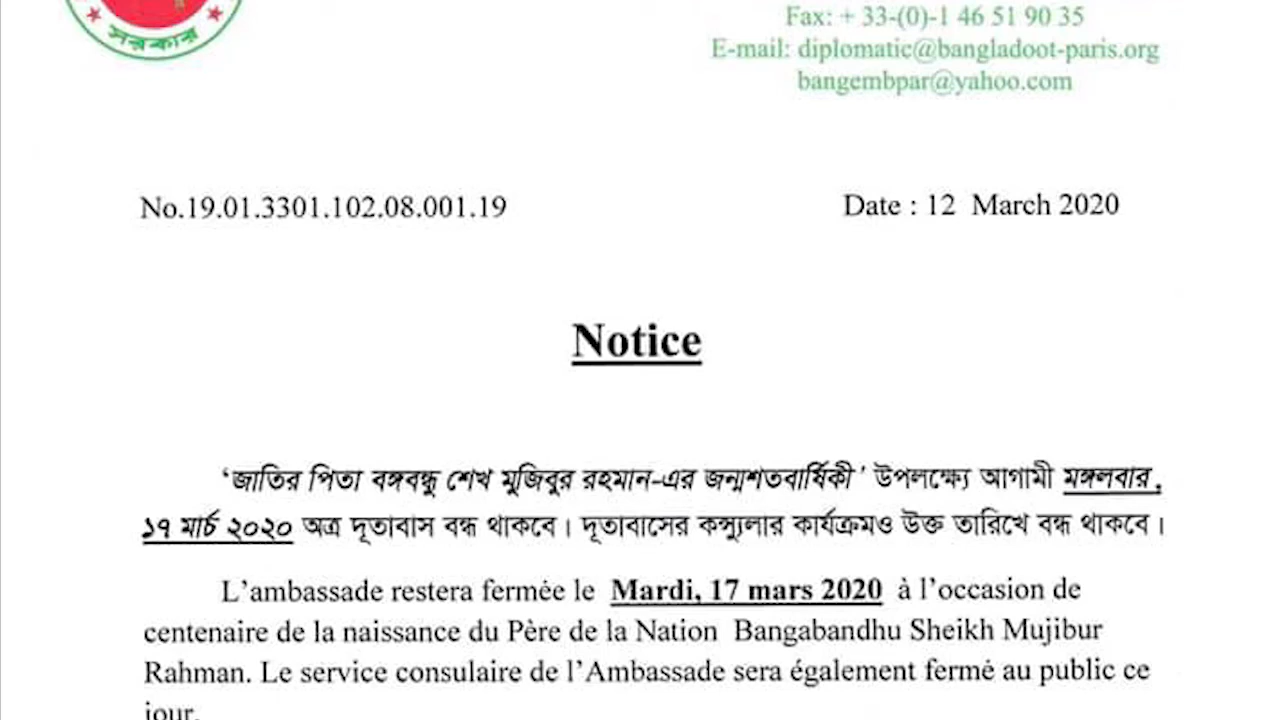 সরকার
Fax: + 33-(0)-1 46 51 90 35
E-mail: diplomatic@bangladoot-paris.org
bangembpar@yahoo.com
No.19.01.3301.102.08.001.19
Date : 12 March 2020
Notice
‘জাতির পিতা বঙ্গবন্ধু শেখ মুজিবুর রহমান-এর জন্মশতবার্ষিকী’ উপলক্ষ্যে আগামী মঙ্গলবার,
১৭ মার্চ ২০২০ অত্র দূতাবাস বন্ধ থাকবে। দূতাবাসের কন্স্যুলার কার্যক্রমও উক্ত তারিখে বন্ধ থাকবে।
L’ambassade restera fermée le Mardi, 17 mars 2020 à l’occasion de
centenaire de la naissance du Père de la Nation Bangabandhu Sheikh Mujibur
Rahman. Le service consulaire de l’Ambassade sera également fermé au public ce
jour.